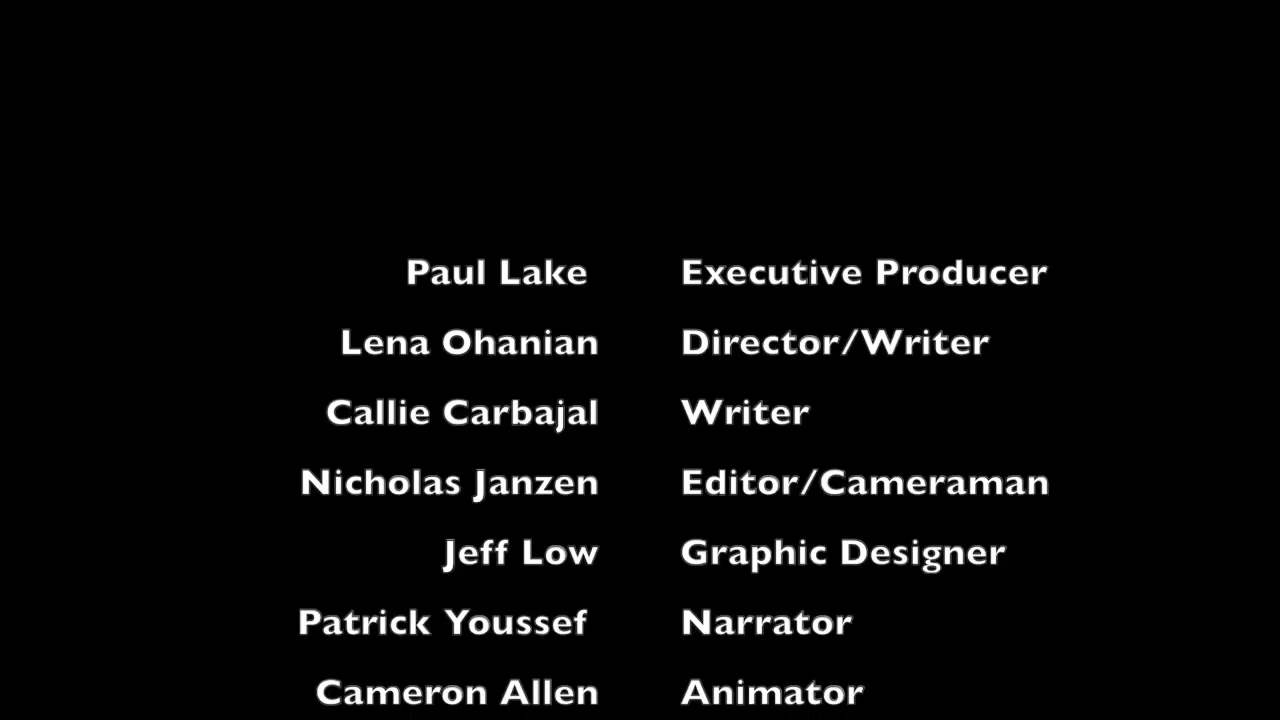 Paul Lake Executive Producer
Lena Ohanian Director/Writer
Callie Carbajal Writer
Nicholas Janzen Editor/Cameraman
Jeff Low Graphic Designer
Patrick Youssef Narrator
Cameron Allen Animator